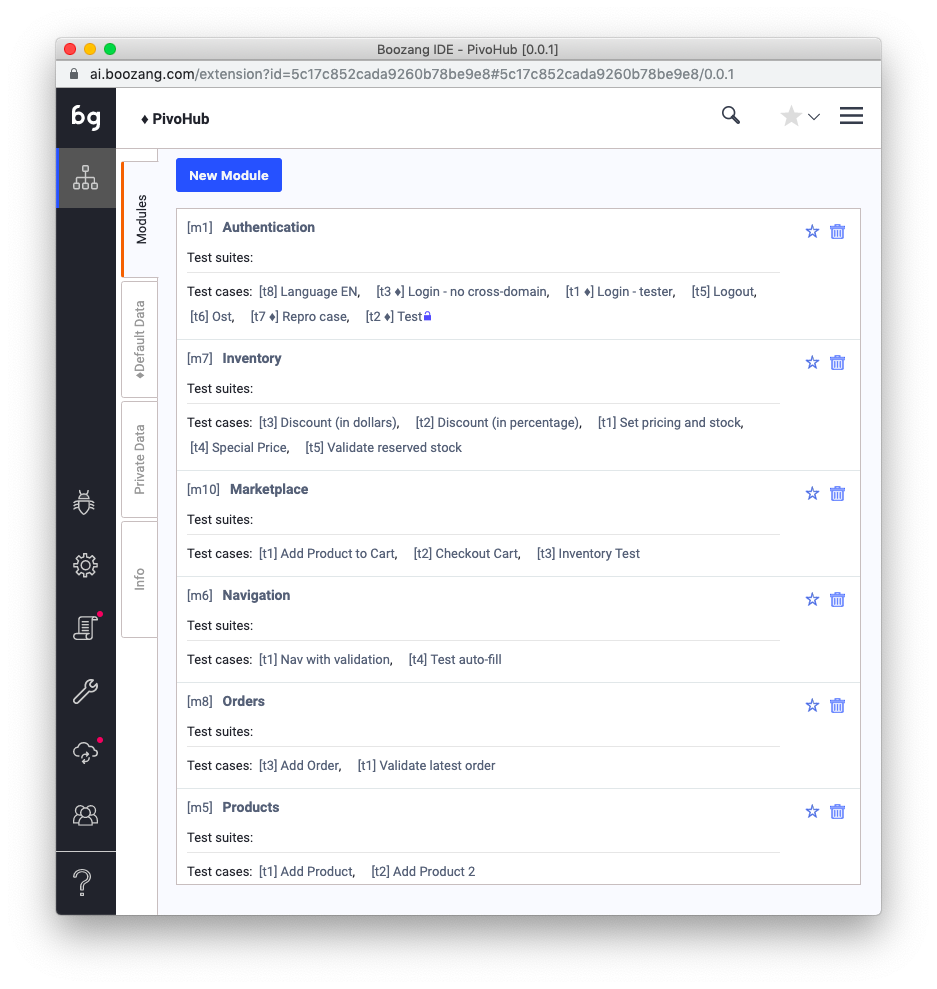 Boozang IDE - PivoHub [0.0.1]
ai.boozang.com/extension?id=5c17c852cada9260b78be9e8#5c17c852cada9260b78be9e8/0.0.1
bg
♦ PivoHub
Modules
♦Default Data
Private Data
Info
New Module
[m1] Authentication
Test suites:
Test cases: [t8] Language EN, [t3 ♦] Login - no cross-domain, [t1 ♦] Login - tester, [t5] Logout,
[t6] Ost, [t7 ♦] Repro case, [t2 ♦] Test
[m7] Inventory
Test suites:
Test cases: [t3] Discount (in dollars), [t2] Discount (in percentage), [t1] Set pricing and stock,
[t4] Special Price, [t5] Validate reserved stock
[m10] Marketplace
Test suites:
Test cases: [t1] Add Product to Cart, [t2] Checkout Cart, [t3] Inventory Test
[m6] Navigation
Test suites:
Test cases: [t1] Nav with validation, [t4] Test auto-fill
[m8] Orders
Test suites:
Test cases: [t3] Add Order, [t1] Validate latest order
[m5] Products
Test suites:
Test cases: [t1] Add Product, [t2] Add Product 2